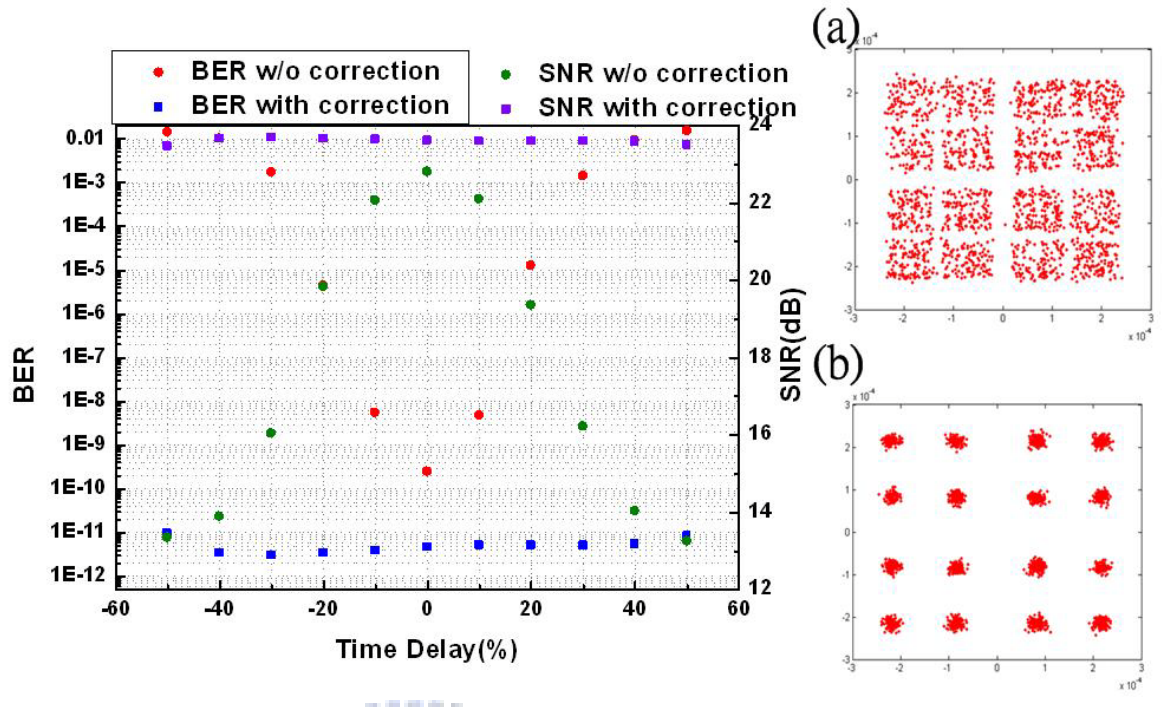 BER w/o correction
BER with correction
SNR w/o correction
SNR with correction
0.01
1E-3
1E-4
1E-5
1E-6
1E-7
1E-8
1E-9
1E-10
1E-11
1E-12
BER
-60
-40
-20
0
20
40
60
Time Delay(%)
24
22
20
18
16
14
12
SNR(dB)
(a)
x 10^-4
3
2
1
0
-1
-2
-3
-3 -2 -1 0 1 2 3
x 10^-4
(b)
x 10^-4
3
2
1
0
-1
-2
-3
-3 -2 -1 0 1 2 3
x 10^-4